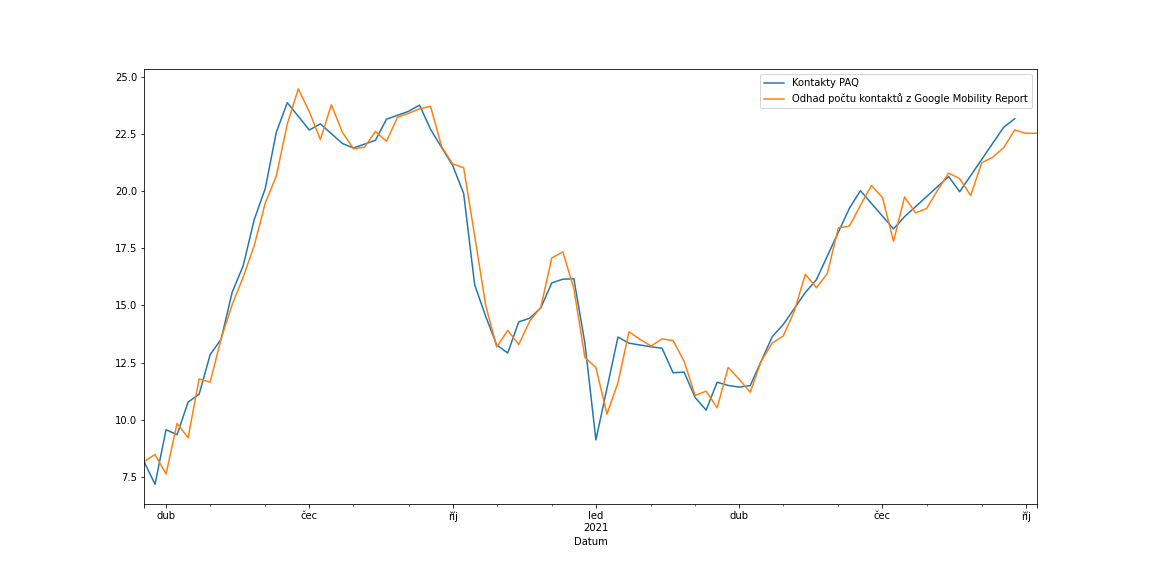 Kontakty PAQ
Odhad počtu kontaktů z Google Mobility Report
25.0
22.5
20.0
17.5
15.0
12.5
10.0
7.5
dub
čec
říj
led
2021
dub
čec
říj
Datum